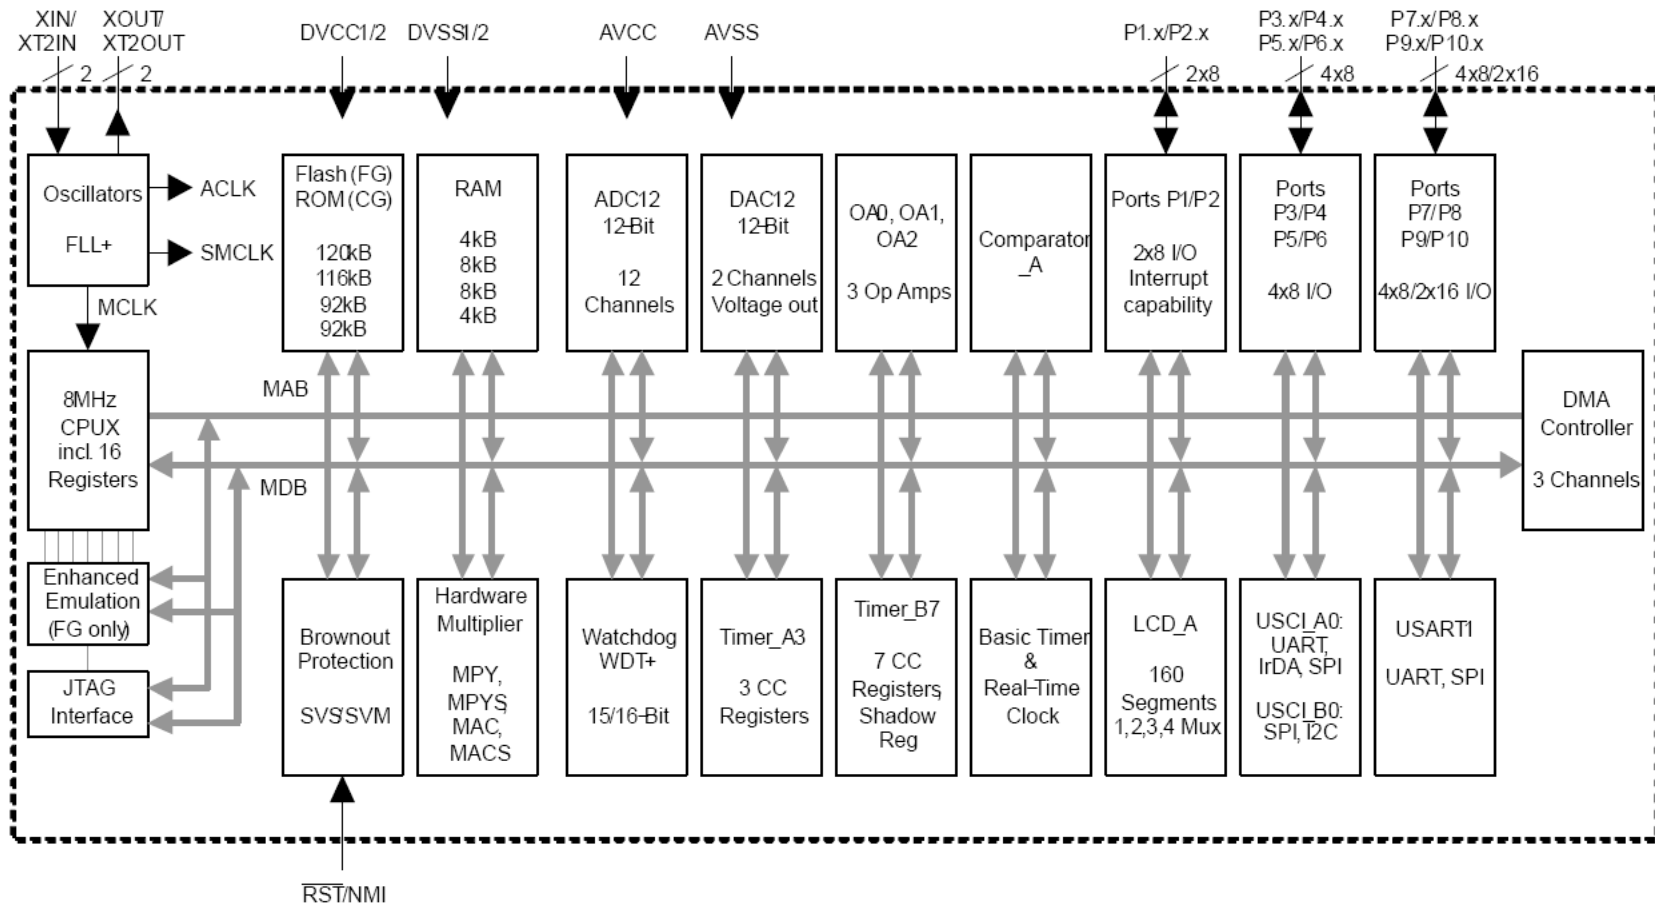 XIN/
XT2IN
2
XOUT/
XT2OUT
2
DVCC1/2
DVSS1/2
AVCC
AVSS
P1.x/P2.x
2x8
P3.x/P4.x
P5.x/P6.x
4x8
P7.x/P8.x
P9.x/P10.x
4x8/2x16
Oscillators
FLL+
ACLK
SMCLK
MCLK
Flash (FG)
ROM (CG)
120kB
116kB
92kB
92kB
RAM
4kB
8kB
8kB
4kB
ADC12
12-Bit
12
Channels
DAC12
12-Bit
2 Channels
Voltage out
OA0, OA1,
OA2
3 Op Amps
Comparator
_A
Ports P1/P2
2x8 I/O
Interrupt
capability
Ports
P3/P4
P5/P6
4x8 I/O
Ports
P7/P8
P9/P10
4x8/2x16 I/O
8MHz
CPUX
incl. 16
Registers
MAB
MDB
DMA
Controller
3 Channels
Enhanced
Emulation
(FG only)
JTAG
Interface
Brownout
Protection
SVS/SVM
Hardware
Multiplier
MPY,
MPYS,
MAC,
MACS
Watchdog
WDT+
15/16-Bit
Timer_A3
3 CC
Registers
Timer_B7
7 CC
Registers,
Shadow
Reg
Basic Timer
&
Real-Time
Clock
LCD_A
160
Segments
1,2,3,4 Mux
USCI_A0:
UART,
IrDA, SPI
USCI_B0:
SPI, I2C
USART1
UART, SPI
RST/NMI